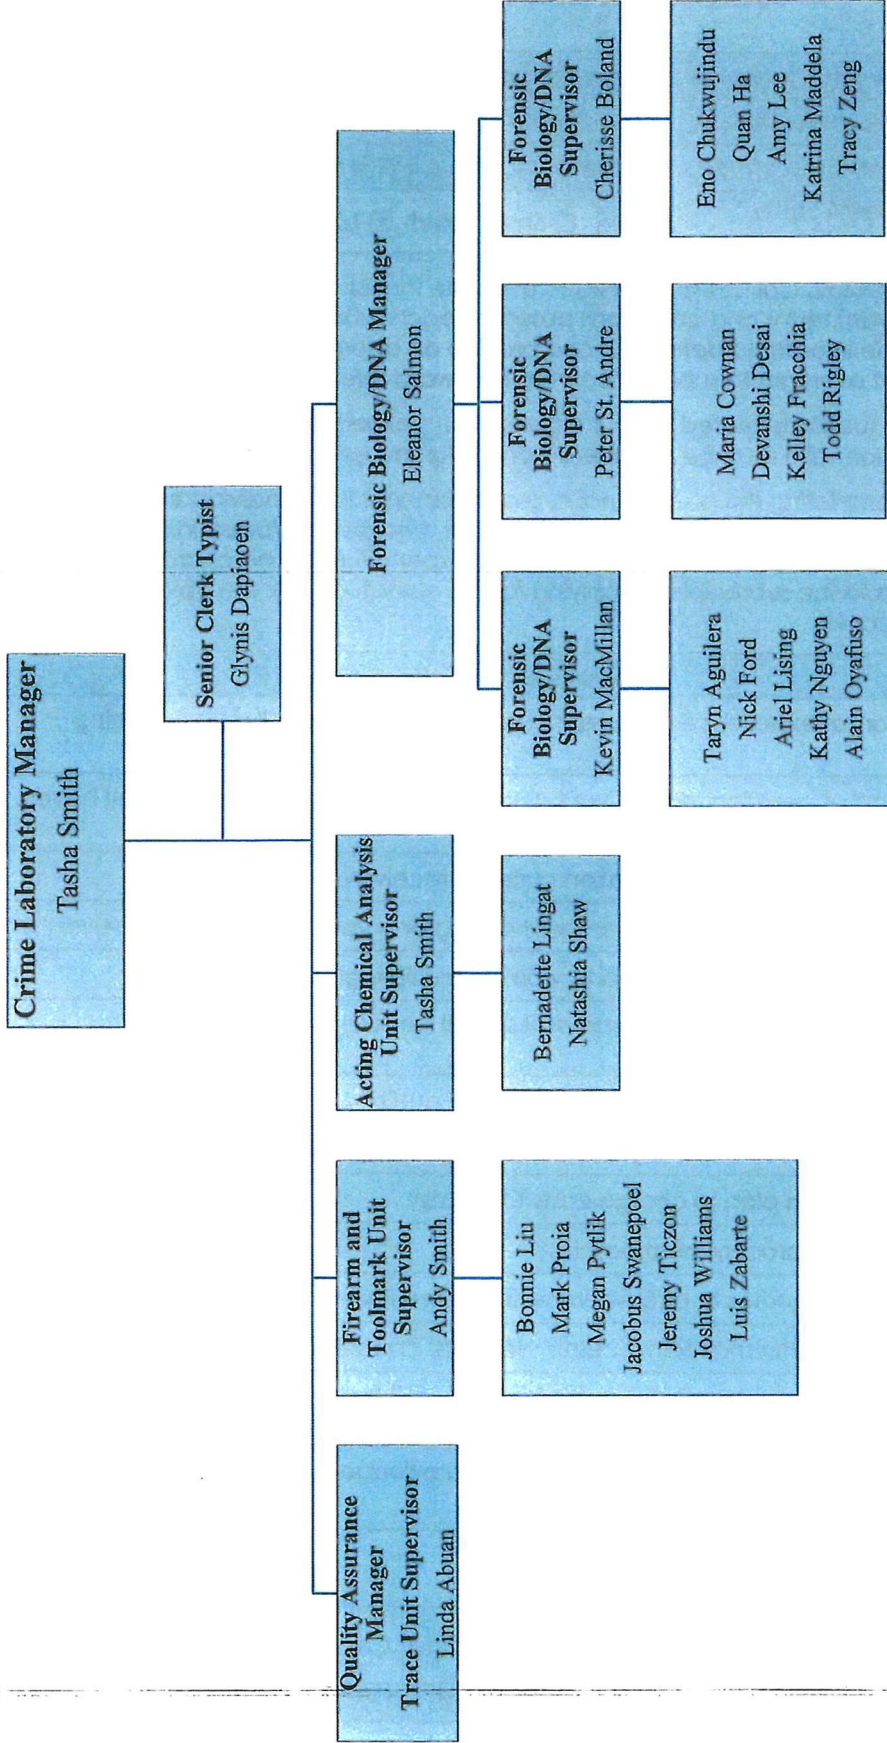 Crime Laboratory Manager
Tasha Smith
Senior Clerk Typist
Glynis Dapiaoen
Quality Assurance
Manager
Trace Unit Supervisor
Linda Abuan
Firearm and
Toolmark Unit
Supervisor
Andy Smith
Bonnie Liu
Mark Proia
Megan Pytlik
Jacobus Swanepoel
Jeremy Ticzon
Joshua Williams
Luis Zabarte
Acting Chemical Analysis
Unit Supervisor
Tasha Smith
Bernadette Lingat
Natashia Shaw
Forensic Biology/DNA Manager
Eleanor Salmon
Forensic
Biology/DNA
Supervisor
Kevin MacMillan
Taryn Aguilera
Nick Ford
Ariel Lising
Kathy Nguyen
Alain Oyafuso
Forensic
Biology/DNA
Supervisor
Peter St. Andre
Maria Cownan
Devanshi Desai
Kelley Fracchia
Todd Rigley
Forensic
Biology/DNA
Supervisor
Cherisse Boland
Eno Chukwujindu
Quan Ha
Amy Lee
Katrina Maddela
Tracy Zeng